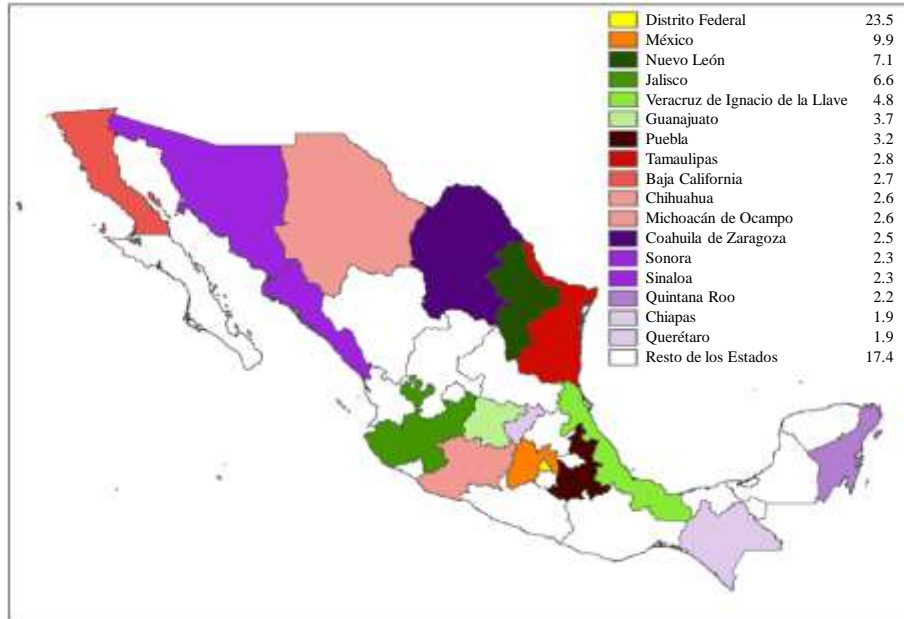 Distrito Federal 23.5
México 9.9
Nuevo León 7.1
Jalisco 6.6
Veracruz de Ignacio de la Llave 4.8
Guanajuato 3.7
Puebla 3.2
Tamaulipas 2.8
Baja California 2.7
Chihuahua 2.6
Michoacán de Ocampo 2.6
Coahuila de Zaragoza 2.5
Sonora 2.3
Sinaloa 2.3
Quintana Roo 2.2
Chiapas 1.9
Querétaro 1.9
Resto de los Estados 17.4